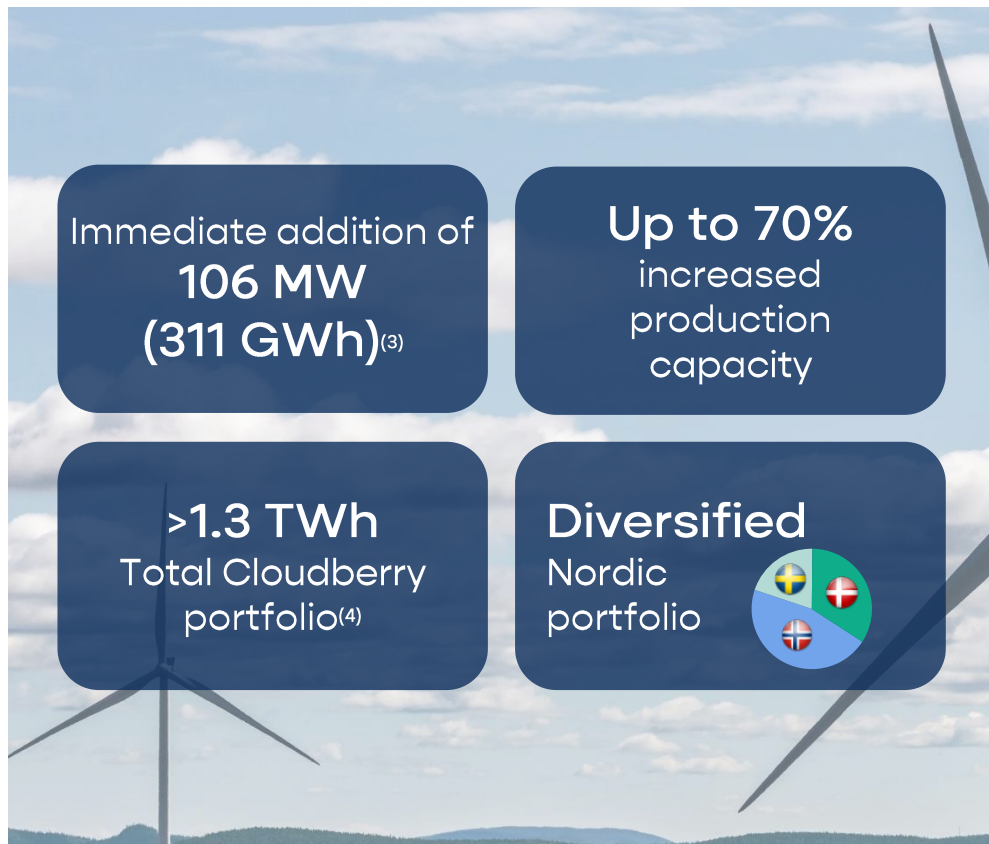 Immediate addition of
106 MW
(311 GWh)(3)
Up to 70%
increased
production
capacity
>1.3 TWh
Total Cloudberry
portfolio(4)
Diversified
Nordic
portfolio